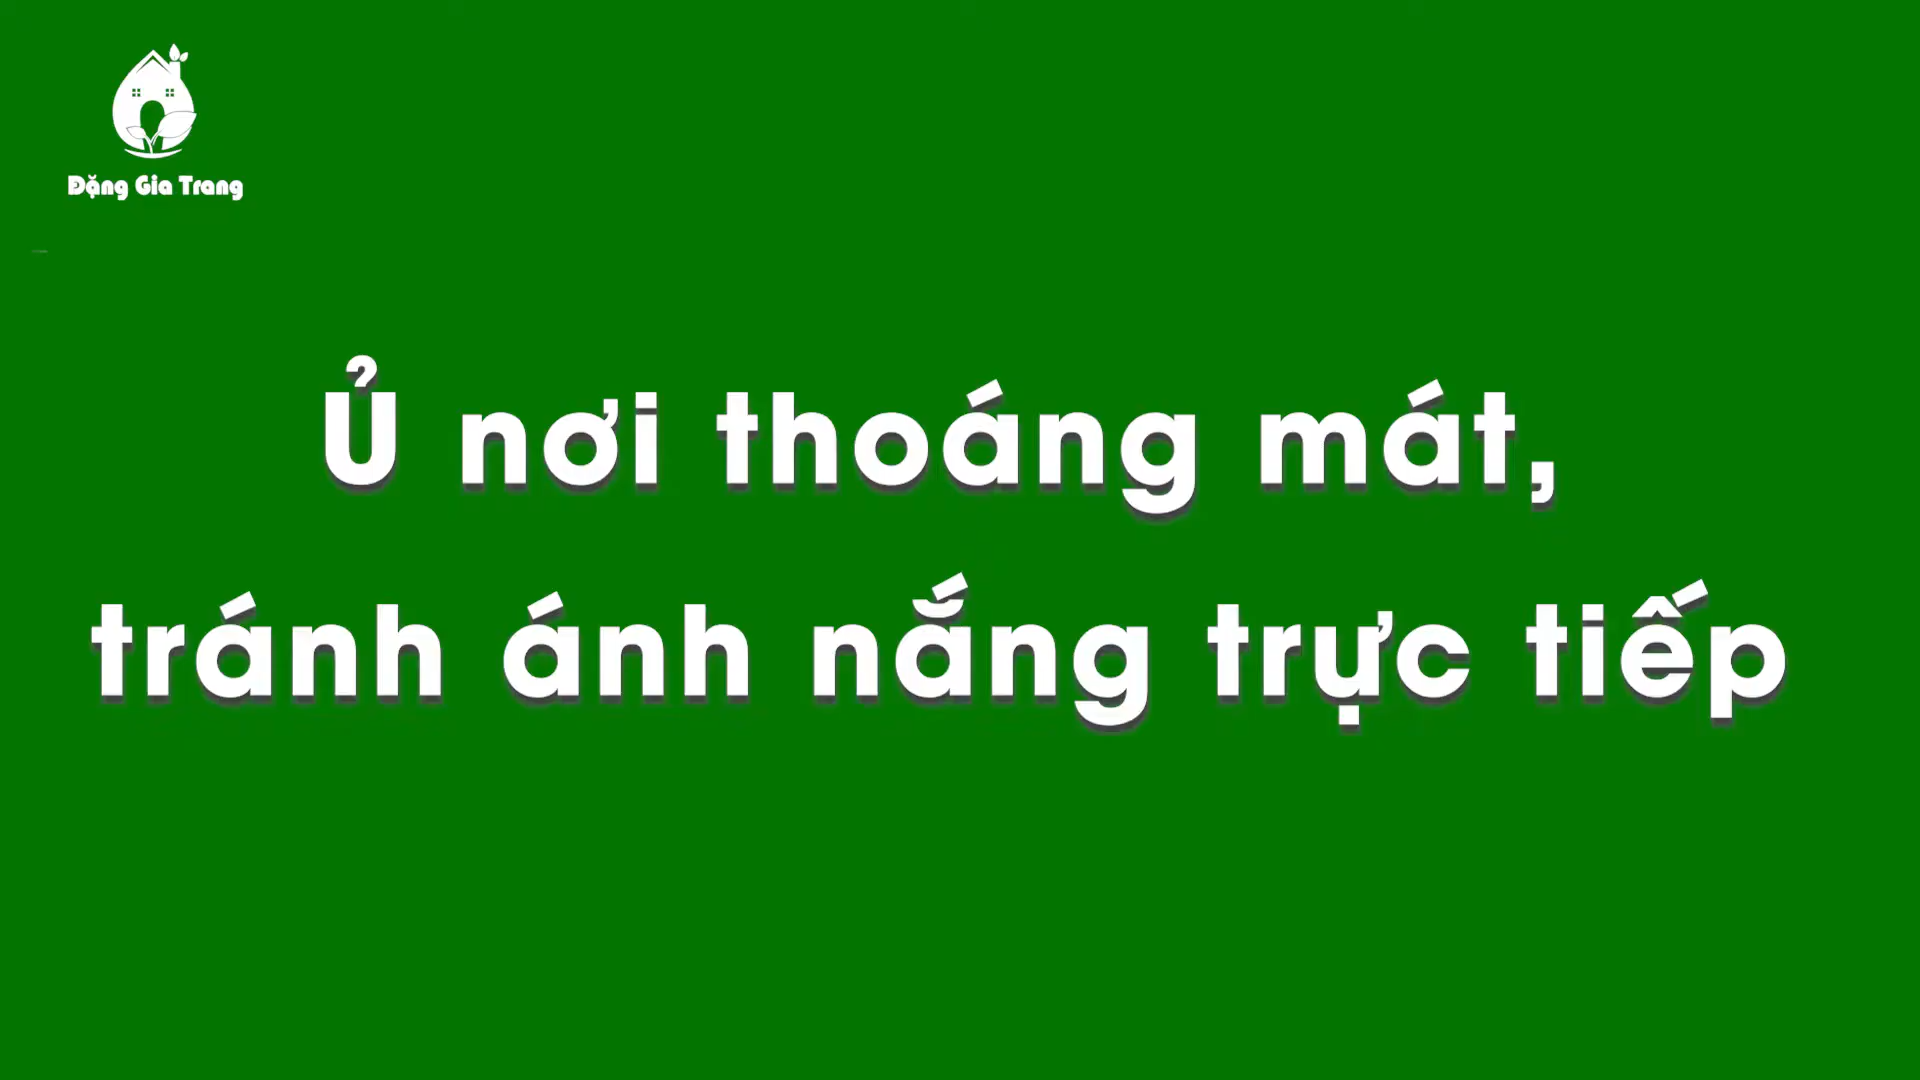 Đặng Gia Trang
Ủ nơi thoáng mát,
tránh ánh nắng trực tiếp